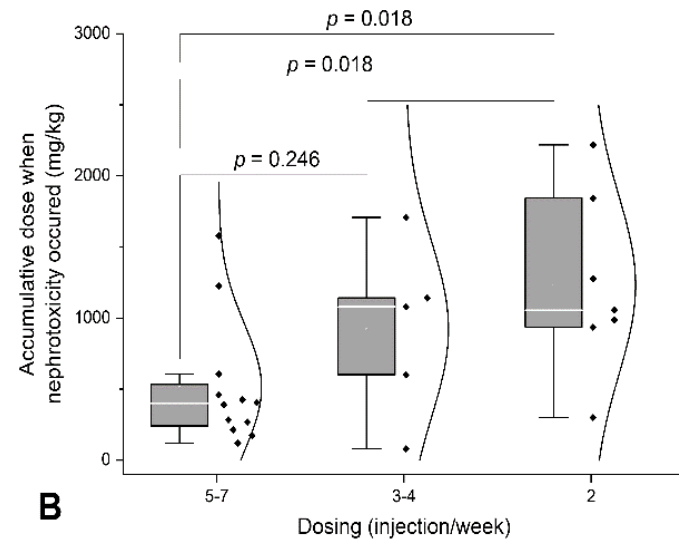 3000
p = 0.018
p = 0.018
2000
p = 0.246
1000
0
Accumulative dose when
nephrotoxicity occured (mg/kg)
5-7
3-4
2
B
Dosing (injection/week)